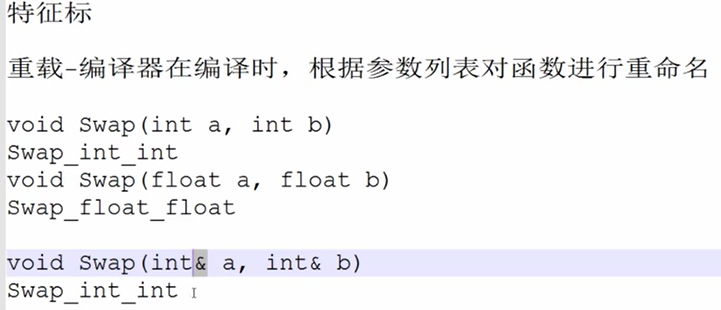 特征标
重载-编译器在编译时，根据参数列表对函数进行重命名
void Swap(int a, int b)
Swap_int_int
void Swap(float a, float b)
Swap_float_float
void Swap(int& a, int& b)
Swap_int_int